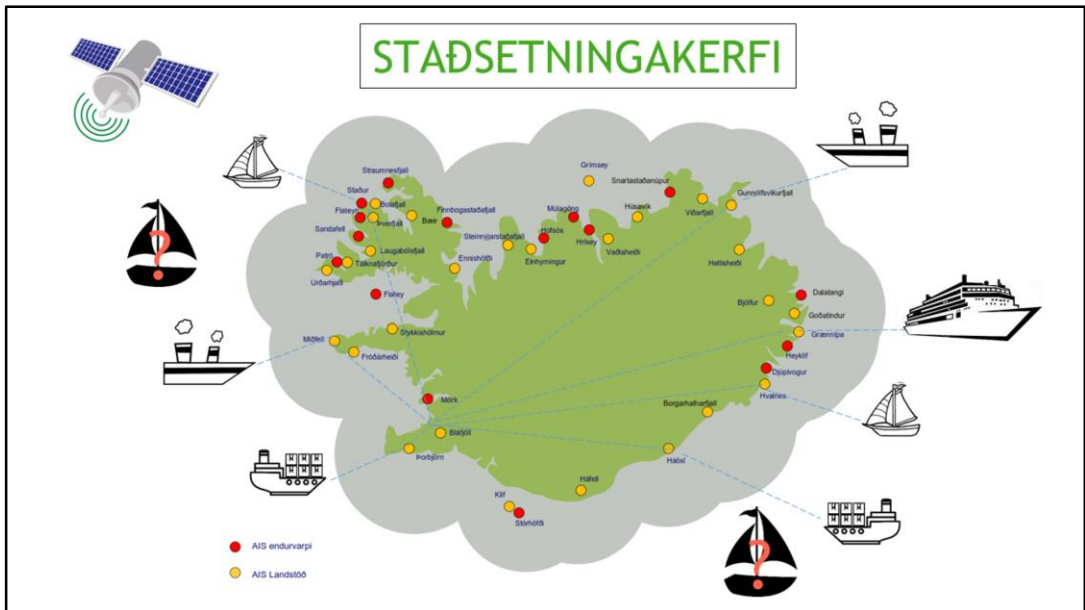 STAÐSETNINGAKERFI
Straumnesfjall
Grímsey
Snartastaðanúpur
Gunnólfsvíkurfjall
Staður
Bolafjall
Finnbogastaðafjall
Múlagöng
Húsavík
Viðarfjall
Flateyri
Þverfjall
Bæir
Hofsós
Hrísey
Steinnýjarstaðafjall
Sandafell
Laugabólsfjall
Einhyrningur
Vaðlaheiði
Hellisheiði
Patró
Tálknafjörður
Ennishöfði
Urðarhjalli
Flatey
Dalatangi
Bjólfur
Goðatindur
Stykkishólmur
Grænnípa
Miðfell
Fróðárheiði
Heyklif
Djúpivogur
Hvalnes
Mörk
Borgarhafnarfjall
Bláfjöll
Þorbjörn
Háöxl
Háfell
Klif
Stórhöfði
AIS endurvarpi
AIS Landstöð
?
?